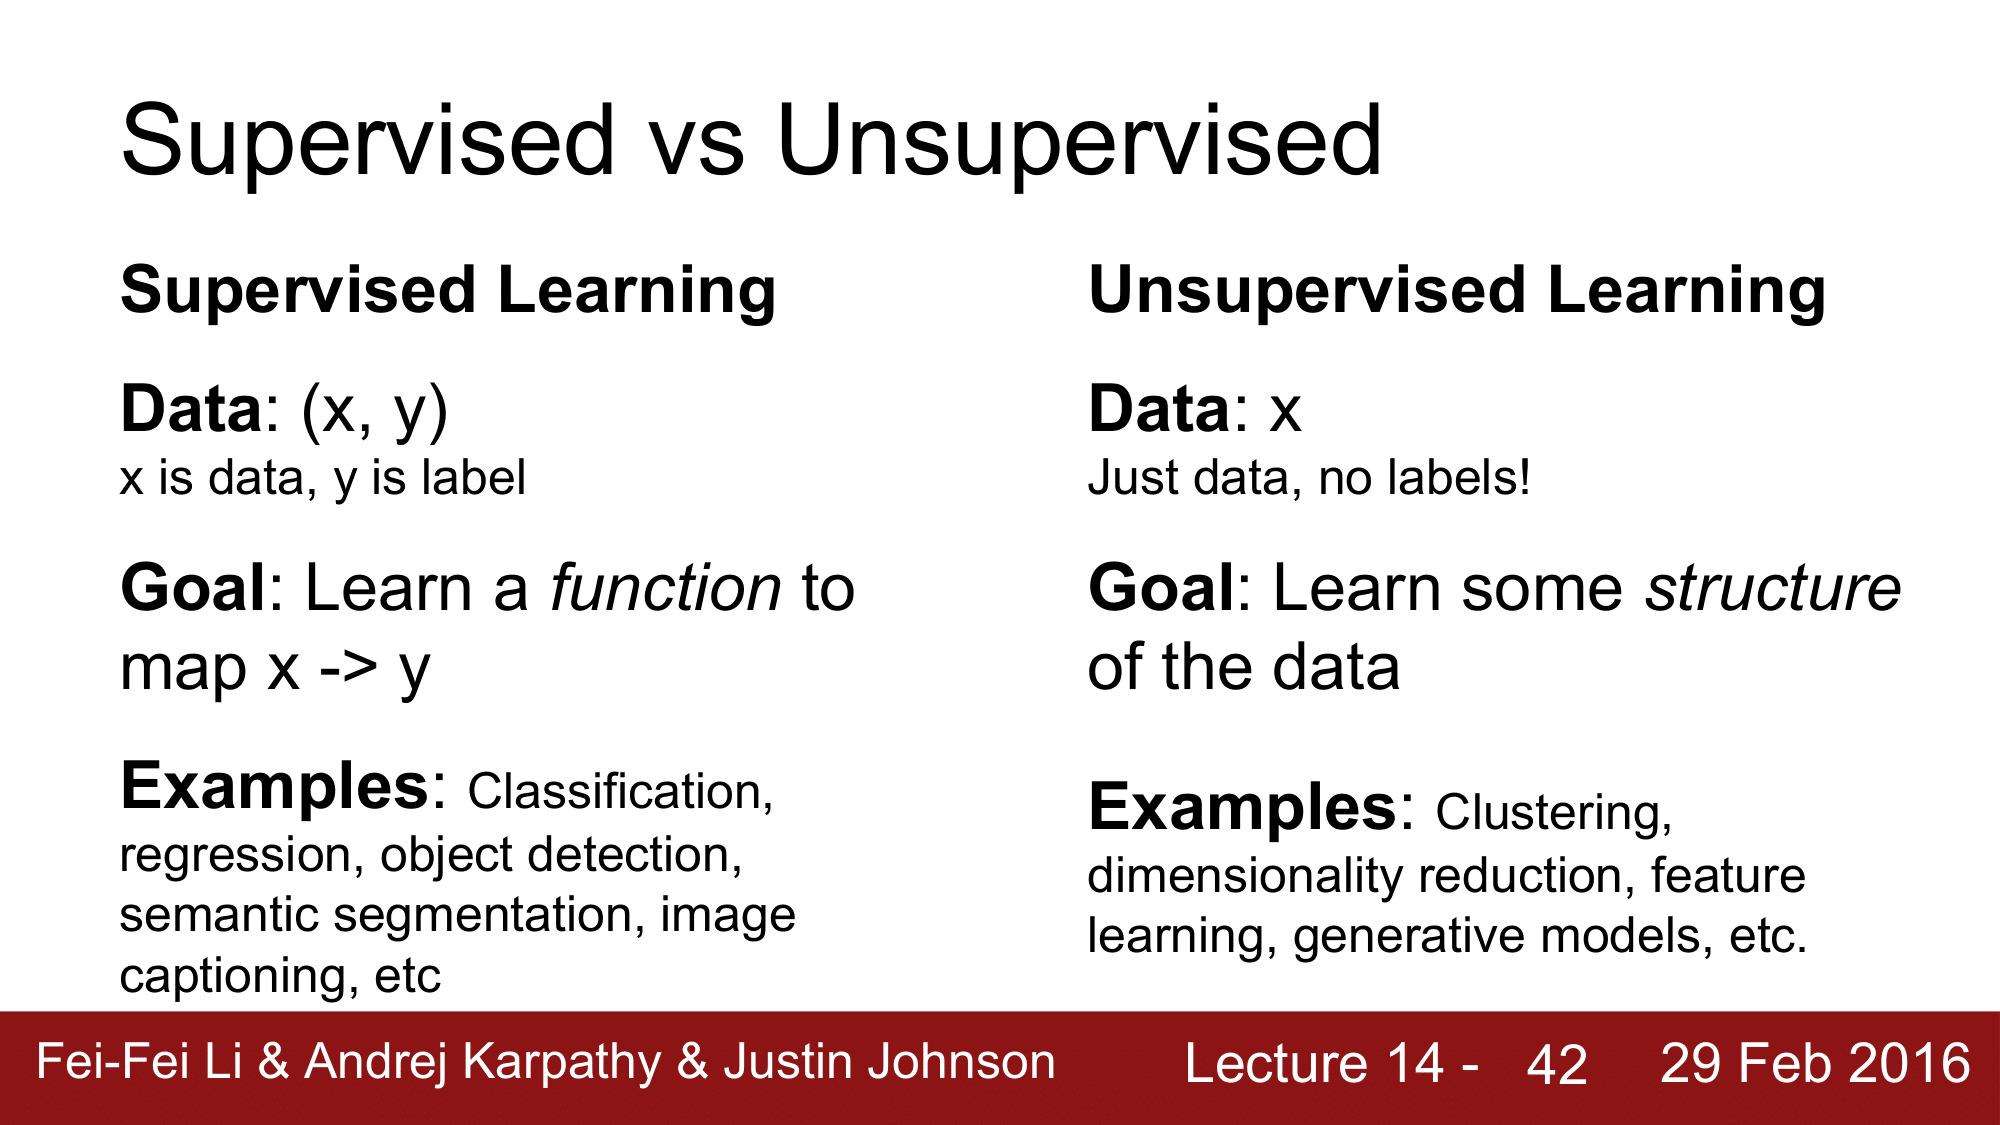 Supervised vs Unsupervised
Supervised Learning
Data: (x, y)
x is data, y is label
Goal: Learn a function to
map x -> y
Examples: Classification,
regression, object detection,
semantic segmentation, image
captioning, etc
Unsupervised Learning
Data: x
Just data, no labels!
Goal: Learn some structure
of the data
Examples: Clustering,
dimensionality reduction, feature
learning, generative models, etc.
Fei-Fei Li & Andrej Karpathy & Justin Johnson Lecture 14 - 42 29 Feb 2016